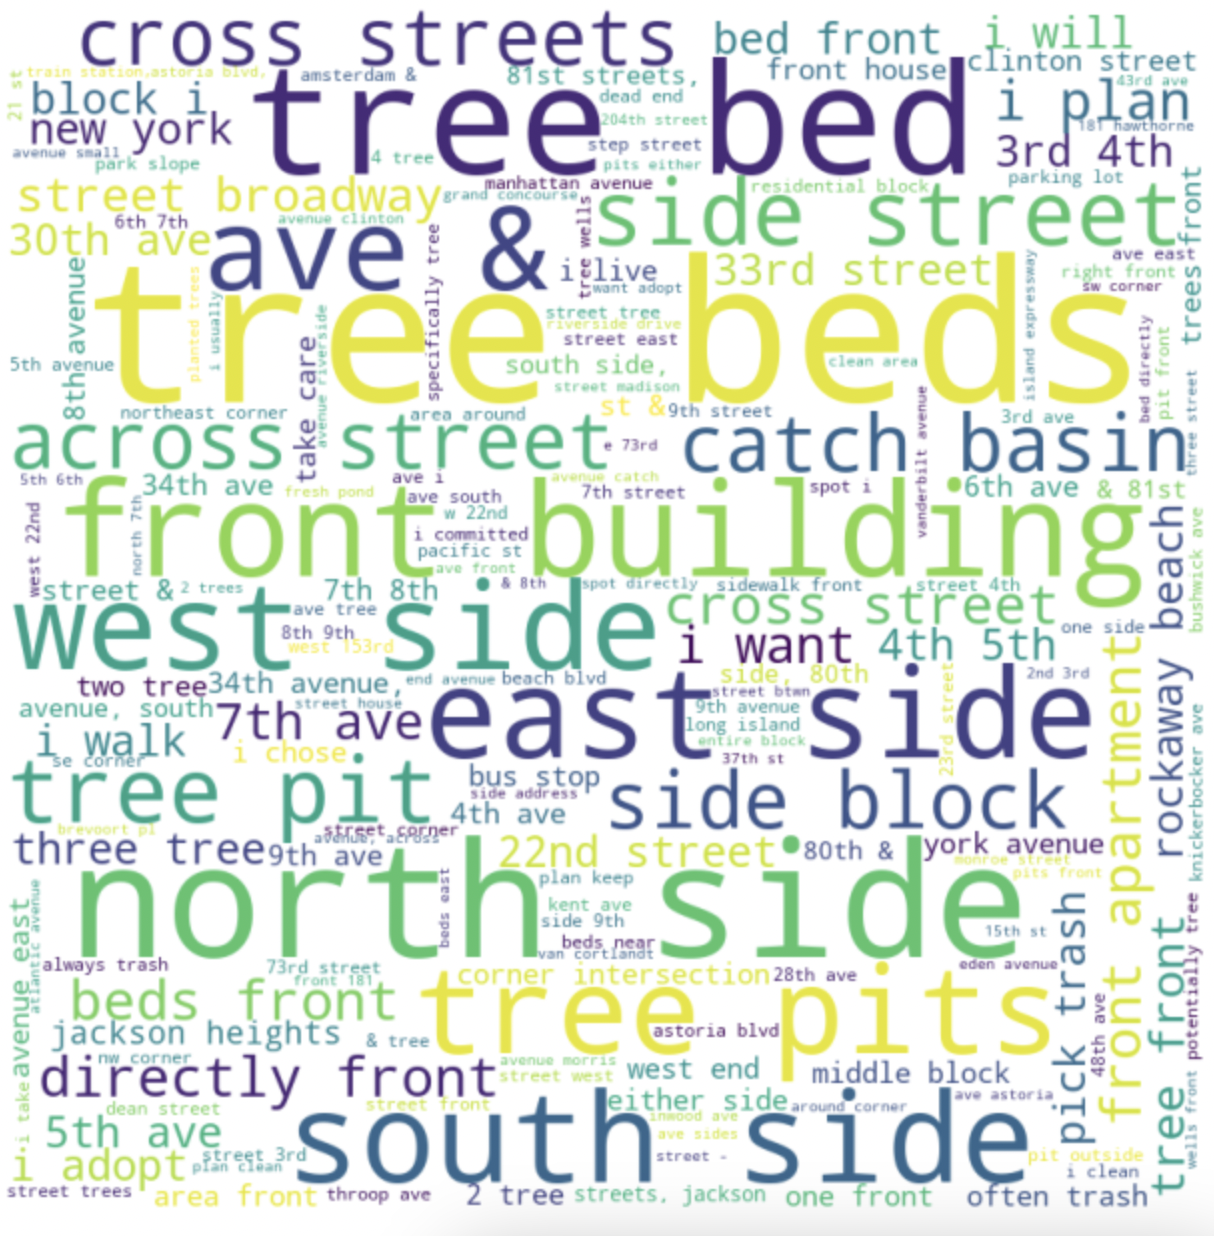 cross streets
bed front
i will
train station,astoria blvd,
amsterdam &
81st streets,
front house
clinton street
21 st
block i
dead end
i plan
43rd ave
tree bed
new york
204th street
181 hawthorne
avenue small
park slope
4 tree
step street
pits either
3rd 4th
parking lot
street broadway
grand concourse
manhattan avenue
residential block
side street
trees front
6th 7th
avenue clinton
30th ave
ave &
tree wells
specifically tree
i live
want adopt
33rd street
island expressway
ave east
right front
sw corner
8th avenue
planted trees
i usually
avenue riverside
tree beds
street tree
riverside drive
street east
5th avenue
take care
south side,
clean area
street madison
bed directly
pit front
three street
northeast corner
area around
st &
9th street
3rd ave
vanderbilt avenue
across street
e 73rd
catch basin
5th 6th
34th ave
fresh pond
ave i
avenue catch
7th street
spot i
6th ave
& 81st
ave south
w 22nd
west 22nd
north 7th
front building
i committed
pacific st
ave front
rockaway beach
bushwick ave
street &
2 trees
7th 8th
& 8th
spot directly
sidewalk front
street 4th
west side
ave tree
8th 9th
west 153rd
cross street
i want
4th 5th
one side
two tree
34th avenue,
end avenue
beach blvd
side, 80th
2nd 3rd
street house
street btwn
avenue, south
7th ave
east side
9th avenue
long island
23rd street
front apartment
knickerbocker ave
i walk
i chose
entire block
se corner
37th st
tree pit
bus stop
side address
4th ave
side block
brevoort pl
street corner
avenue, across
three tree
9th ave
22nd street
80th &
york avenue
monroe street
pits front
north side
beds east
plan keep
kent ave
side 9th
beds near
van cortlandt
15th st
pick trash
tree front
potentially tree
avenue east
atlantic avenue
always trash
73rd street
front 181
corner intersection
28th ave
eden avenue
beds front
tree pits
48th ave
jackson heights
& tree
astoria blvd
nw corner
directly front
avenue morris
street west
west end
middle block
i take
dean street
street front
either side
around corner
ave astoria
5th ave
inwood ave
ave sides
south side
wells front
street 3rd
i adopt
plan clean
street -
pit outside
i clean
street trees
area front
throop ave
2 tree
streets, jackson
one front
often trash